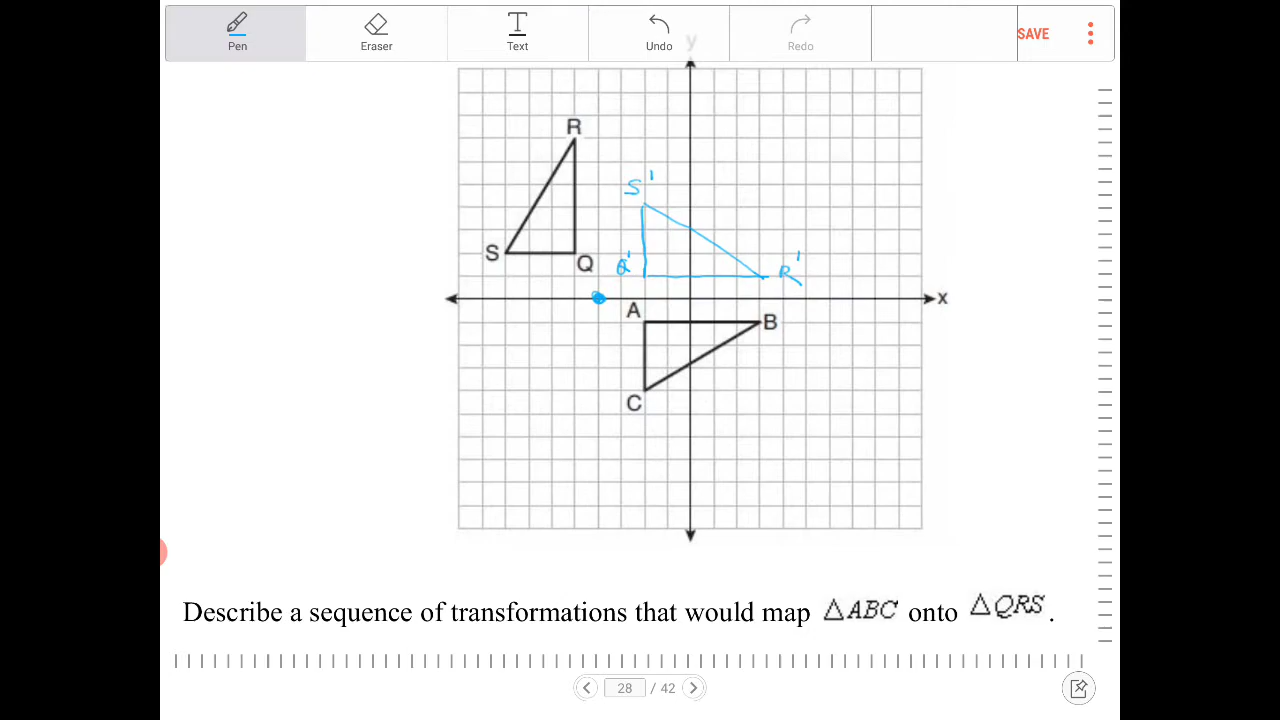 Pen Eraser Text Undo Redo SAVE
y
R
S'
S Q Q' R'
x
A B
C
Describe a sequence of transformations that would map △ABC onto △QRS.
28 / 42